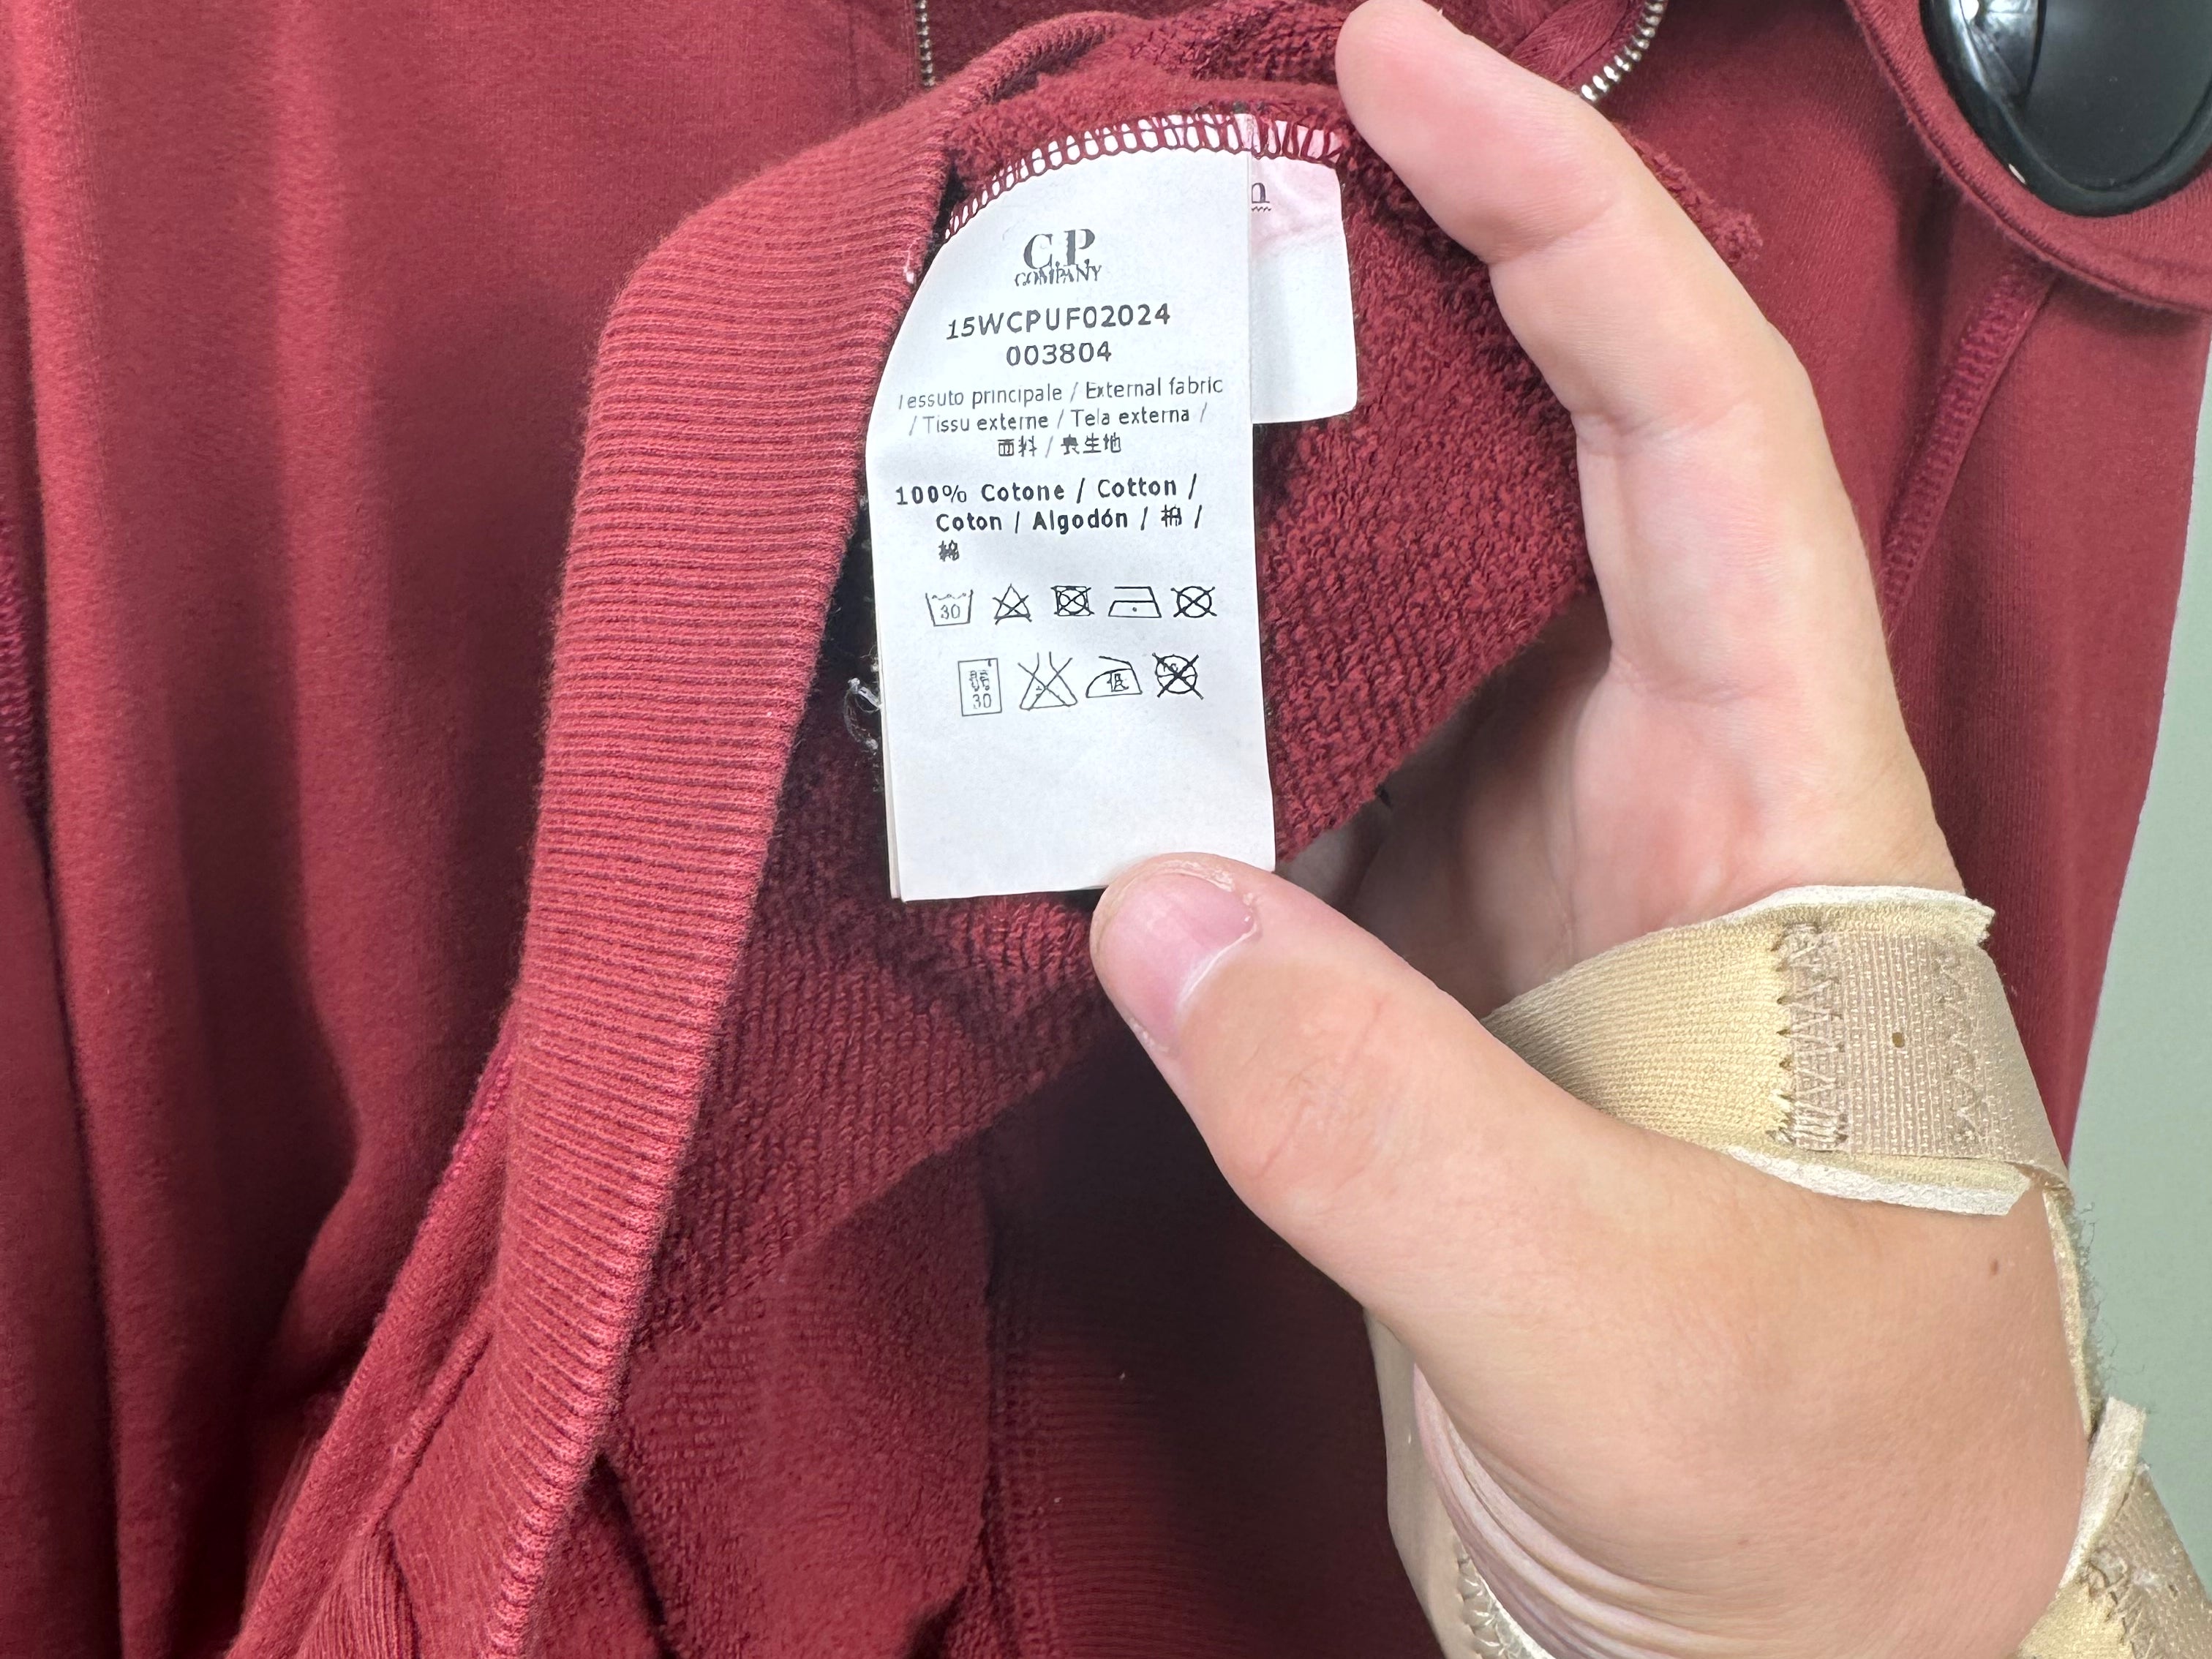 C.P.
COMPANY
15WCPUF02024
003804
Tessuto principale / External fabric
/ Tissu externe / Tela externa /
面料 / 表生地
100% Cotone / Cotton /
Coton / Algodón / 棉 /
綿
30
30
低